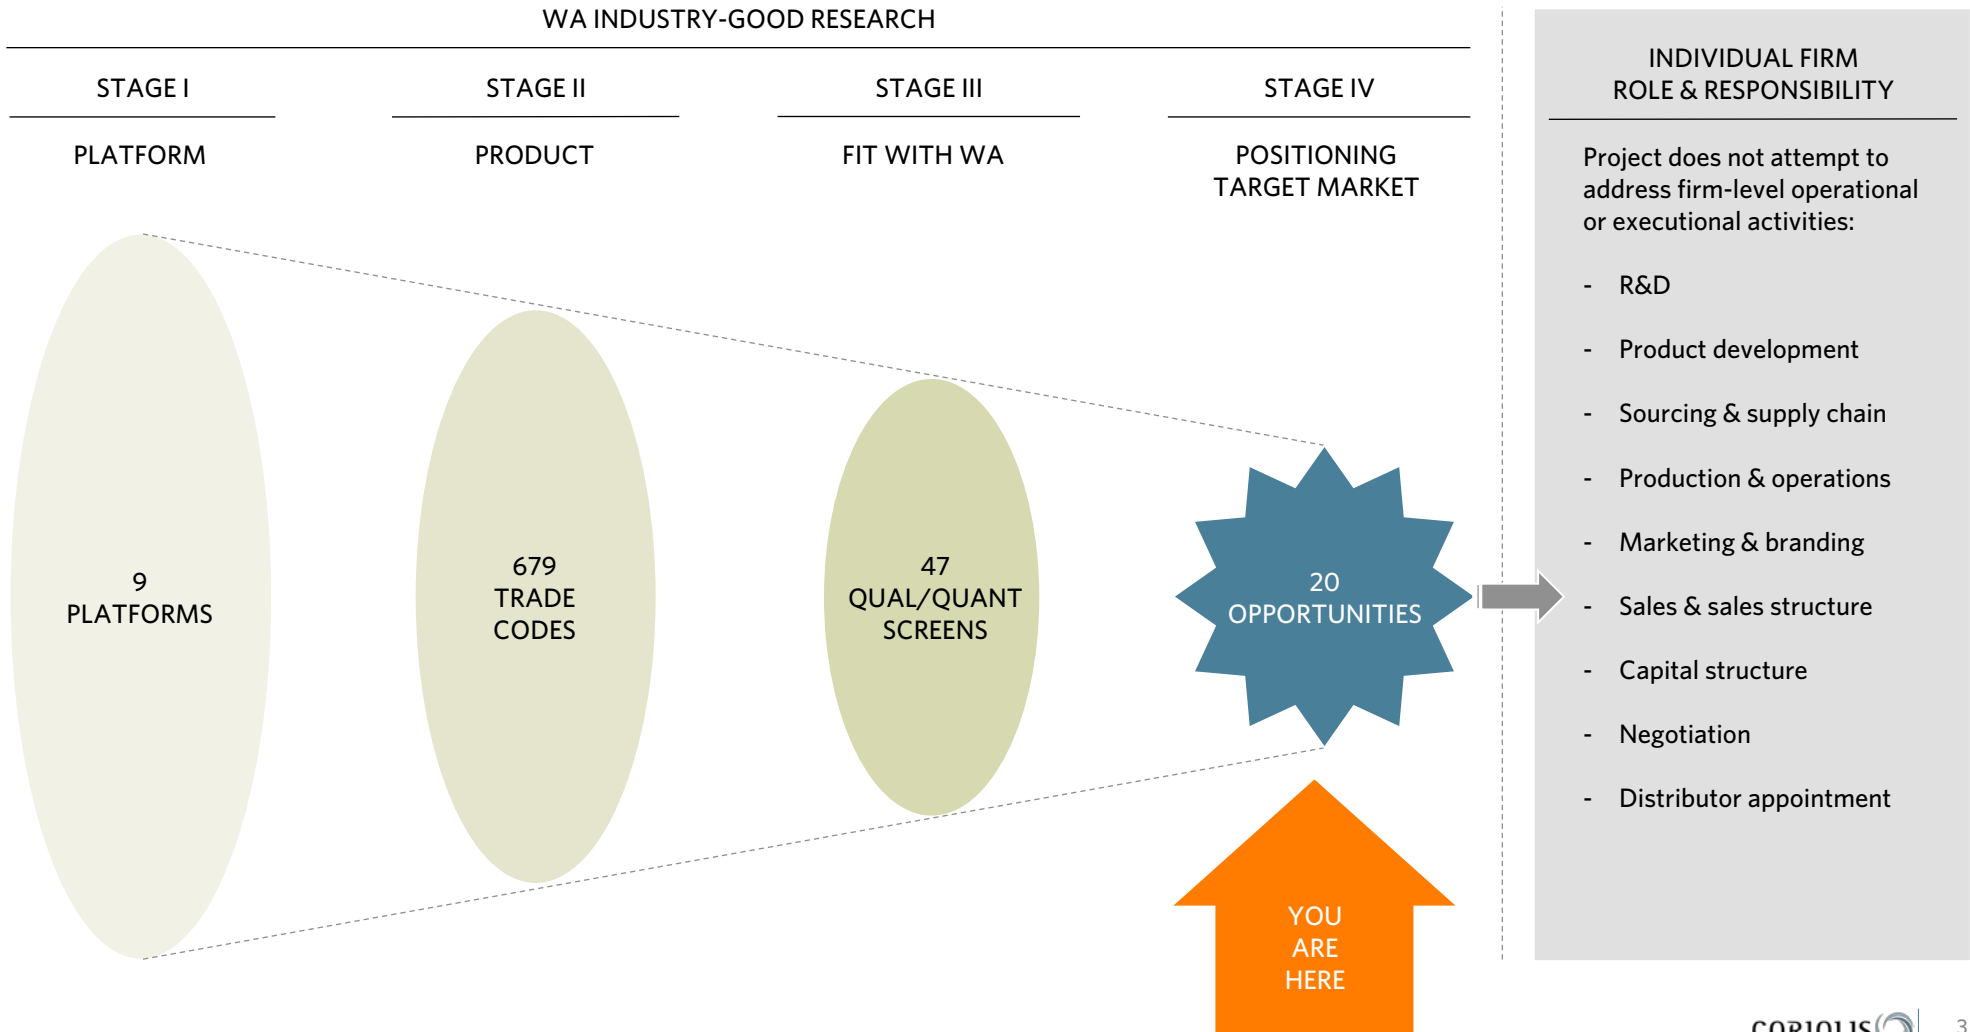 WA INDUSTRY-GOOD RESEARCH
STAGE I
PLATFORM
STAGE II
PRODUCT
STAGE III
FIT WITH WA
STAGE IV
POSITIONING
TARGET MARKET
9
PLATFORMS
679
TRADE
CODES
47
QUAL/QUANT
SCREENS
20
OPPORTUNITIES
YOU
ARE
HERE
INDIVIDUAL FIRM
ROLE & RESPONSIBILITY
Project does not attempt to
address firm-level operational
or executional activities:
- R&D
- Product development
- Sourcing & supply chain
- Production & operations
- Marketing & branding
- Sales & sales structure
- Capital structure
- Negotiation
- Distributor appointment
CORIOLIS
3